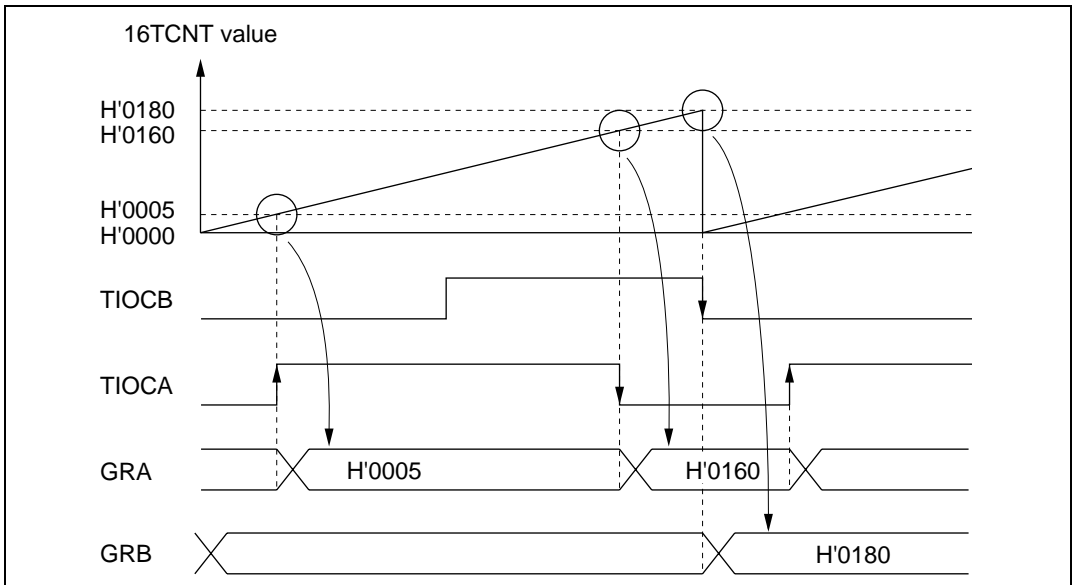 16TCNT value
H'0180
H'0160
H'0005
H'0000
TIOCB
TIOCA
GRA H'0005 H'0160
GRB H'0180